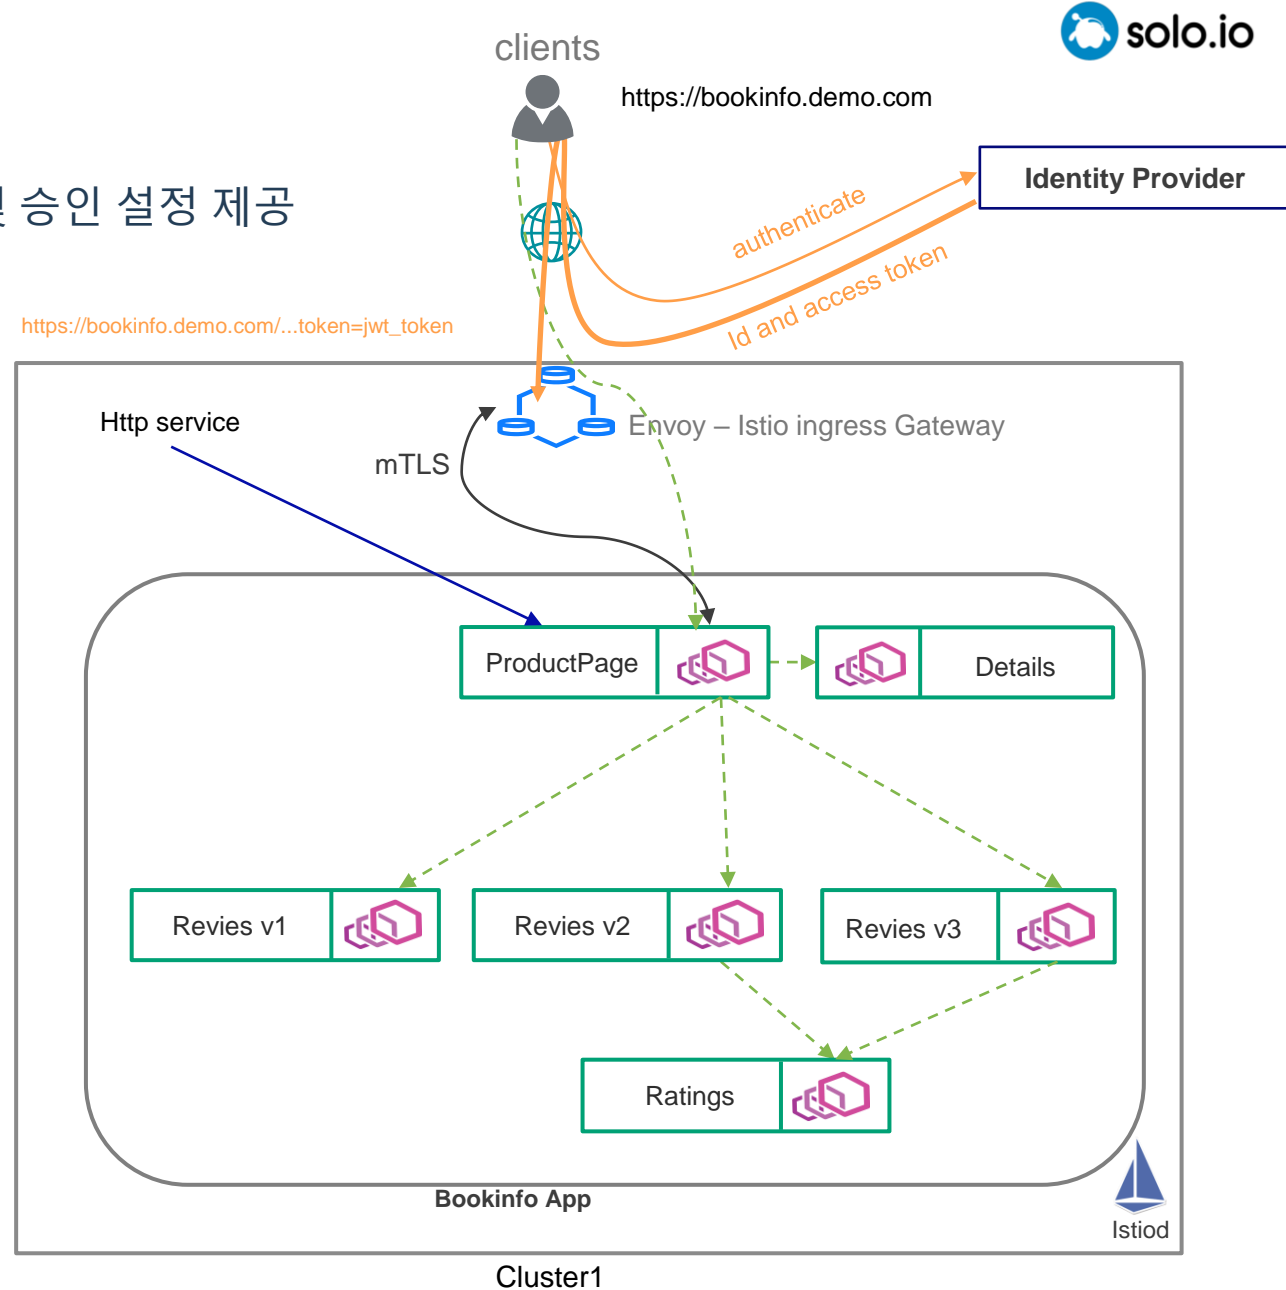 solo.io
clients
https://bookinfo.demo.com
Identity Provider
승인 설정 제공
authenticate
Id and access token
https://bookinfo.demo.com/...token=jwt_token
Http service
Envoy – Istio ingress Gateway
mTLS
ProductPage
Details
Revies v1
Revies v2
Revies v3
Ratings
Bookinfo App
Istiod
Cluster1